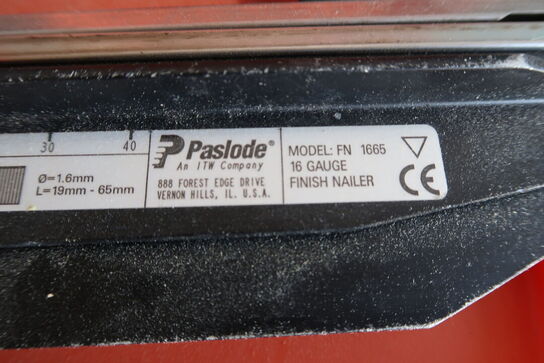 30 40
Ø=1.6mm
L=19mm - 65mm
Paslode®
An ITW Company
888 FOREST EDGE DRIVE
VERNON HILLS, IL. U.S.A.
MODEL: FN 1665
16 GAUGE
FINISH NAILER
CE